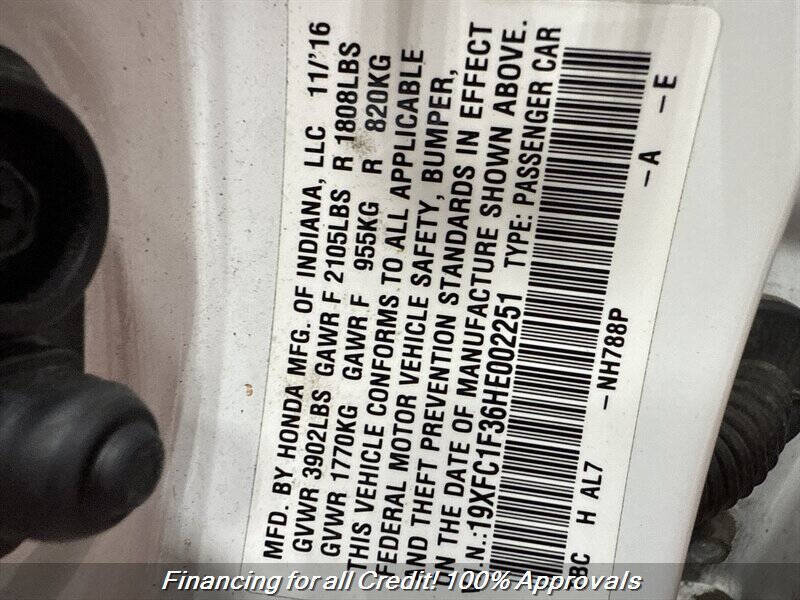 MFD. BY HONDA MFG. OF INDIANA, LLC 11/'16
GVWR 3902LBS GAWR F 2105LBS R 1808LBS
GVWR 1770KG GAWR F 955KG R 820KG
THIS VEHICLE CONFORMS TO ALL APPLICABLE
FEDERAL MOTOR VEHICLE SAFETY, BUMPER,
AND THEFT PREVENTION STANDARDS IN EFFECT
ON THE DATE OF MANUFACTURE SHOWN ABOVE.
V.I.N.:19XFC1F36HE002251 TYPE: PASSENGER CAR
ABC H AL7 -NH788P -A -E
Financing for all Credit! 100% Approvals